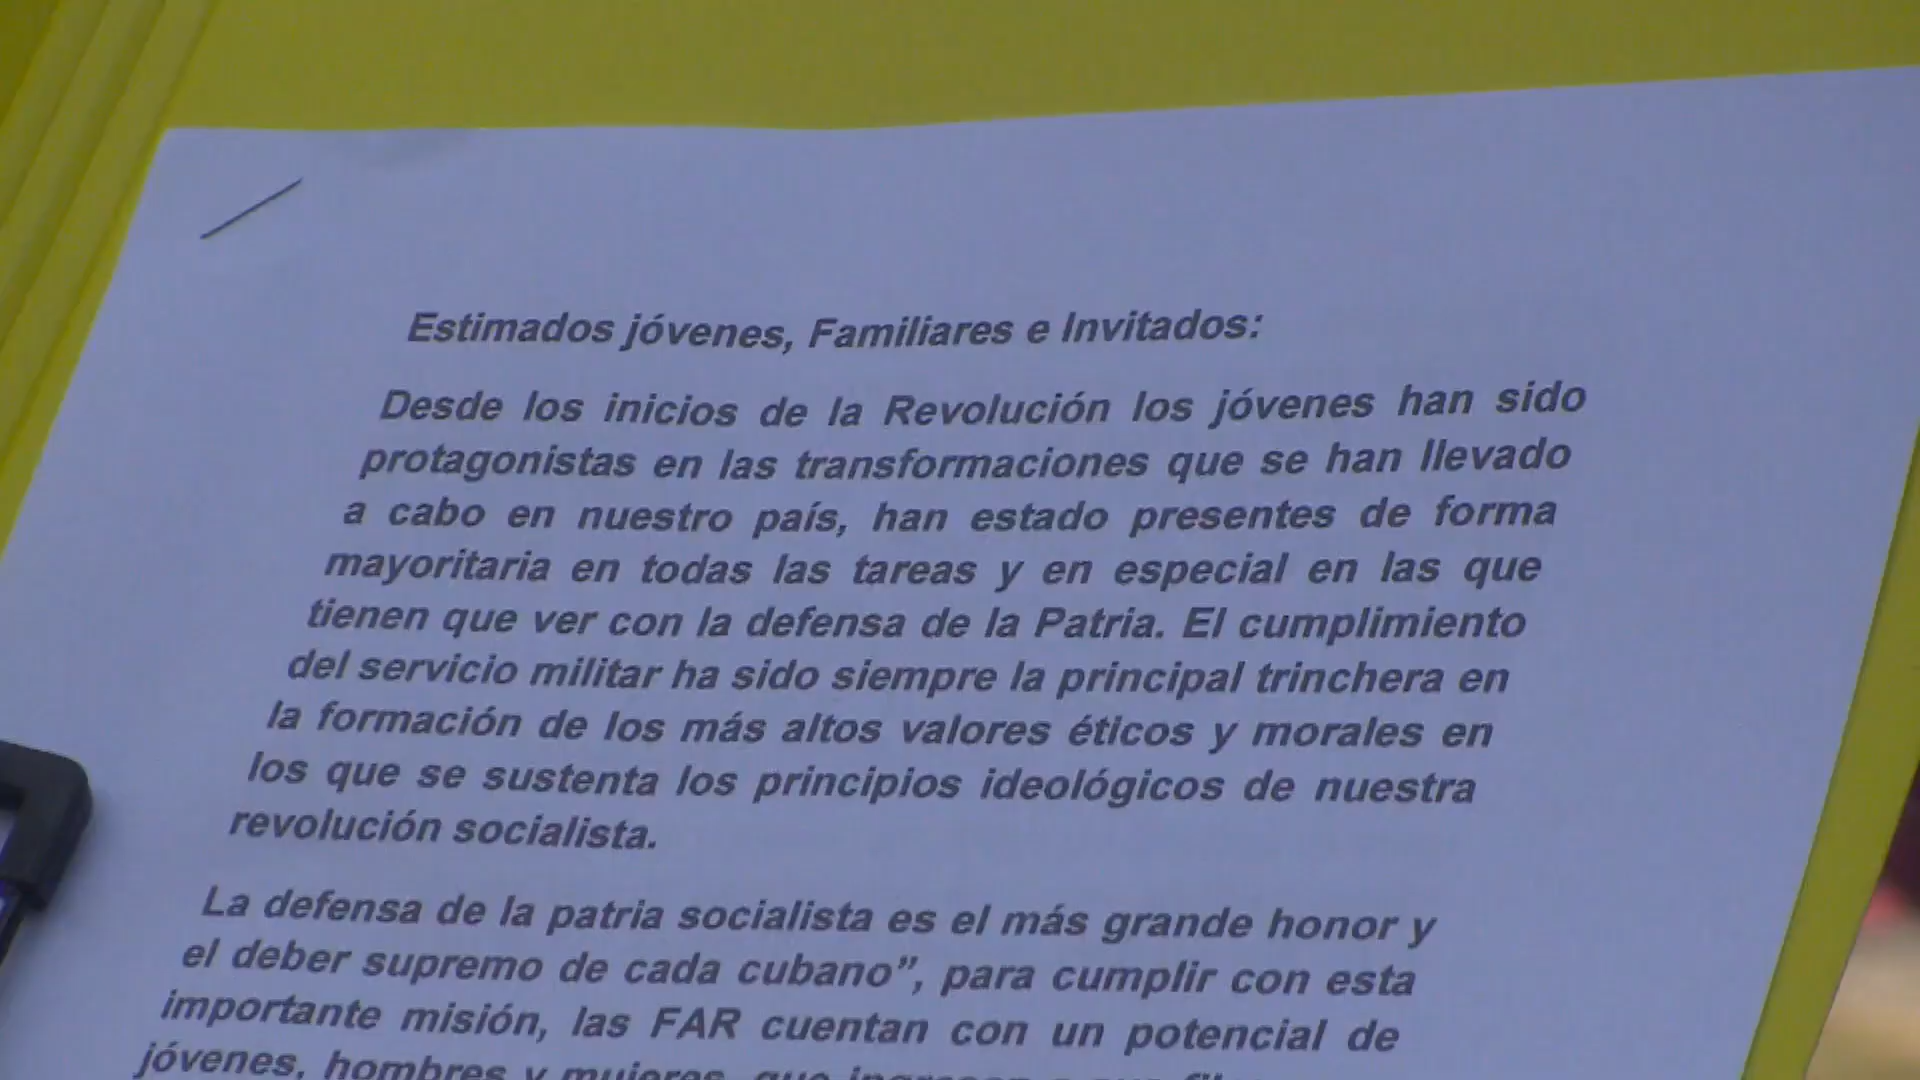 Estimados jóvenes, Familiares e Invitados:
Desde los inicios de la Revolución los jóvenes han sido
protagonistas en las transformaciones que se han llevado
a cabo en nuestro país, han estado presentes de forma
mayoritaria en todas las tareas y en especial en las que
tienen que ver con la defensa de la Patria. El cumplimiento
del servicio militar ha sido siempre la principal trinchera en
la formación de los más altos valores éticos y morales en
los que se sustenta los principios ideológicos de nuestra
revolución socialista.
La defensa de la patria socialista es el más grande honor y
el deber supremo de cada cubano”, para cumplir con esta
importante misión, las FAR cuentan con un potencial de
jóvenes, hombres y mujeres, que